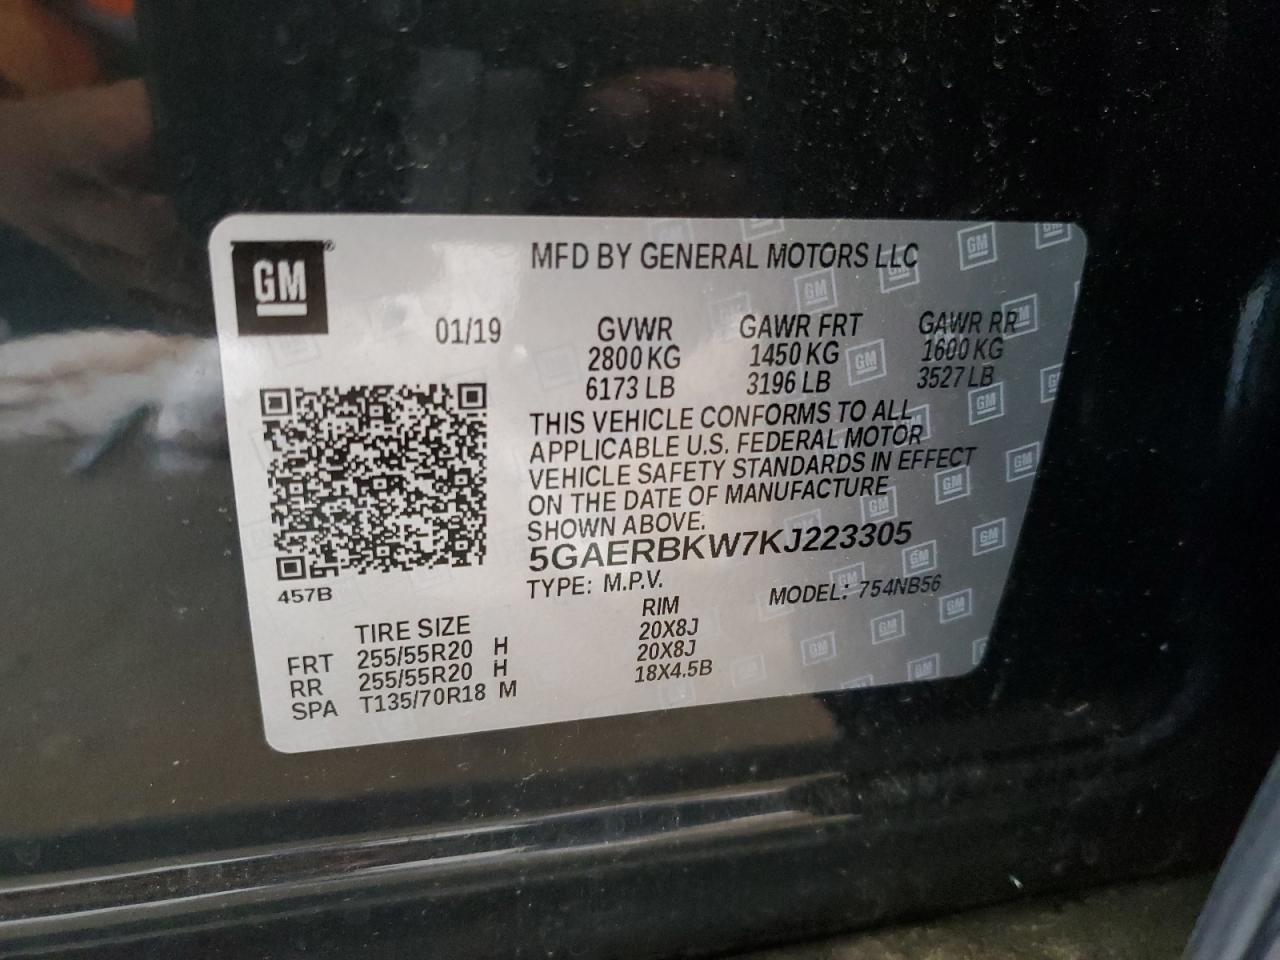 GM ®
MFD BY GENERAL MOTORS LLC
01/19
GVWR GAWR FRT GAWR RR
2800 KG 1450 KG 1600 KG
6173 LB 3196 LB 3527 LB
THIS VEHICLE CONFORMS TO ALL
APPLICABLE U.S. FEDERAL MOTOR
VEHICLE SAFETY STANDARDS IN EFFECT
ON THE DATE OF MANUFACTURE
SHOWN ABOVE.
5GAERBKW7KJ223305
TYPE: M.P.V. MODEL: 754NB56
457B
TIRE SIZE RIM
FRT 255/55R20 H 20X8J
RR 255/55R20 H 20X8J
SPA T135/70R18 M 18X4.5B